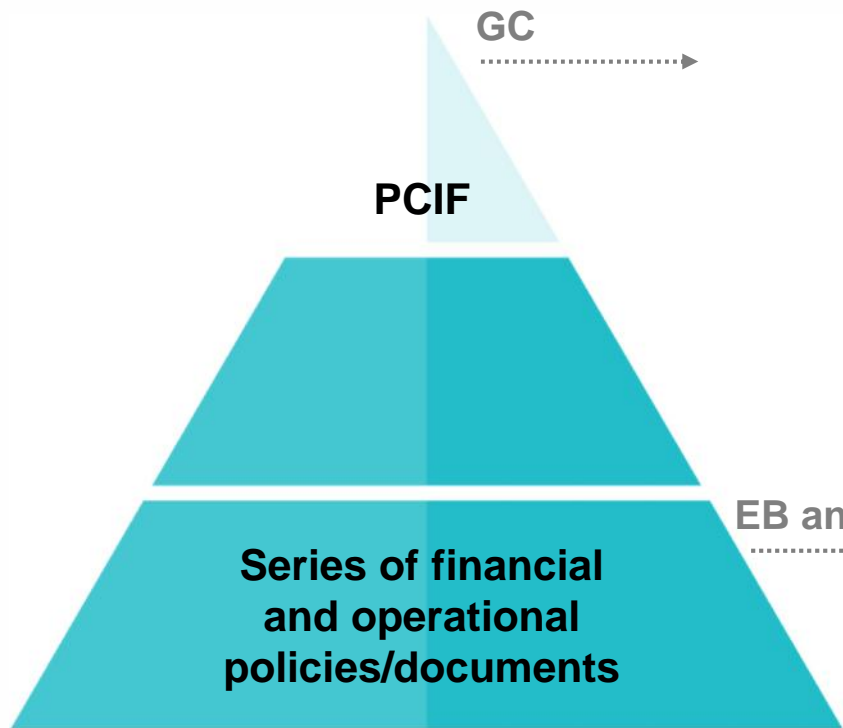 GC
PCIF
EB an
Series of financial
and operational
policies/documents